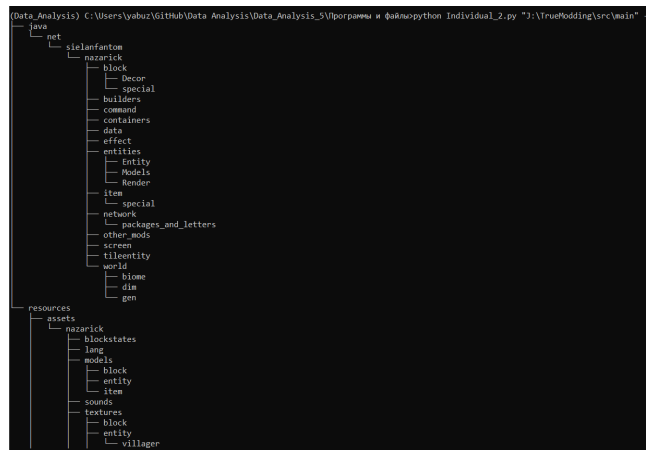 (Data_Analysis) C:\Users\yabuz\GitHub\Data Analysis\Data_Analysis_5\Программы и файлы>python Individual_2.py "J:\TrueModding\src\main" -
├── java
│   └── net
│       └── sielanfantom
│           └── nazarick
│               ├── block
│               │   ├── Decor
│               │   └── special
│               ├── builders
│               ├── command
│               ├── containers
│               ├── data
│               ├── effect
│               ├── entities
│               │   ├── Entity
│               │   ├── Models
│               │   └── Render
│               ├── item
│               │   └── special
│               ├── network
│               │   └── packages_and_letters
│               ├── other_mods
│               ├── screen
│               ├── tileentity
│               └── world
│                   ├── biome
│                   ├── dim
│                   └── gen
└── resources
    ├── assets
    │   └── nazarick
    │       ├── blockstates
    │       ├── lang
    │       ├── models
    │       │   ├── block
    │       │   ├── entity
    │       │   └── item
    │       ├── sounds
    │       ├── textures
    │       │   ├── block
    │       │   ├── entity
    │       │   │   └── villager